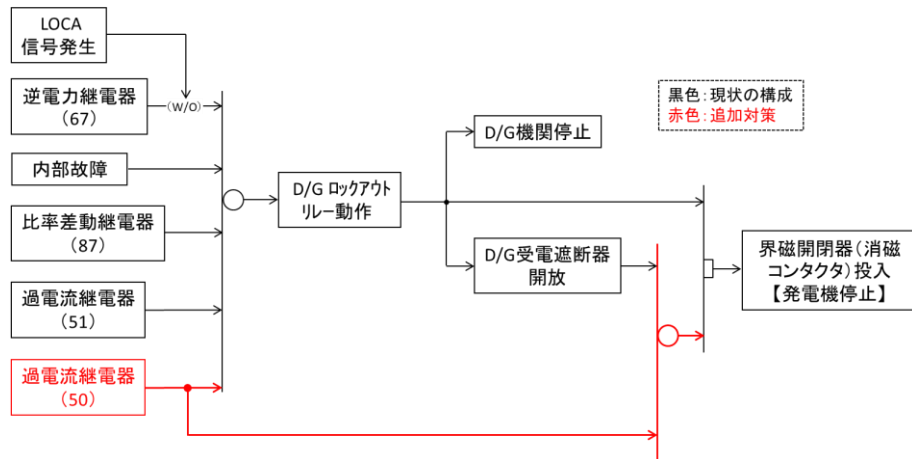 LOCA
信号発生
逆電力継電器
(67)
(W/O)
内部故障
比率差動継電器
(87)
過電流継電器
(51)
過電流継電器
(50)
D/G ロックアウト
リレー動作
D/G機関停止
D/G受電遮断器
開放
黒色:現状の構成
赤色:追加対策
界磁開閉器(消磁
コンタクタ)投入
【発電機停止】